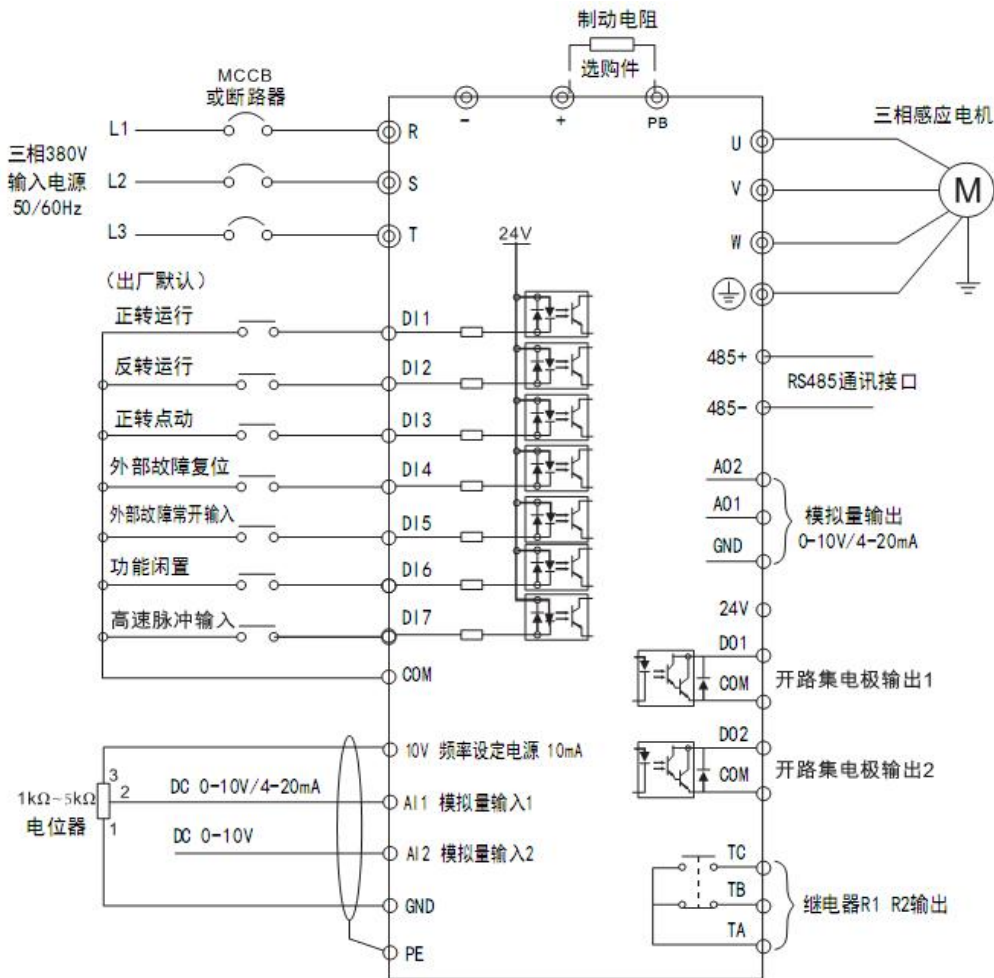 制动电阻
选购件
MCCB
或断路器
三相380V
输入电源
50/60Hz
L1
L2
L3
R
S
T
-
+
PB
U
V
W
三相感应电机
M
24V
(出厂默认)
正转运行
DI1
反转运行
DI2
正转点动
DI3
外部故障复位
DI4
外部故障常开输入
DI5
功能闲置
DI6
高速脉冲输入
DI7
COM
485+
485-
RS485通讯接口
AO2
AO1
GND
模拟量输出
0-10V/4-20mA
24V
DO1
COM
开路集电极输出1
DO2
COM
开路集电极输出2
10V 频率设定电源 10mA
3
2
1
1kΩ~5kΩ
电位器
DC 0-10V/4-20mA
AI1 模拟量输入1
DC 0-10V
AI2 模拟量输入2
GND
PE
TC
TB
TA
继电器R1 R2输出